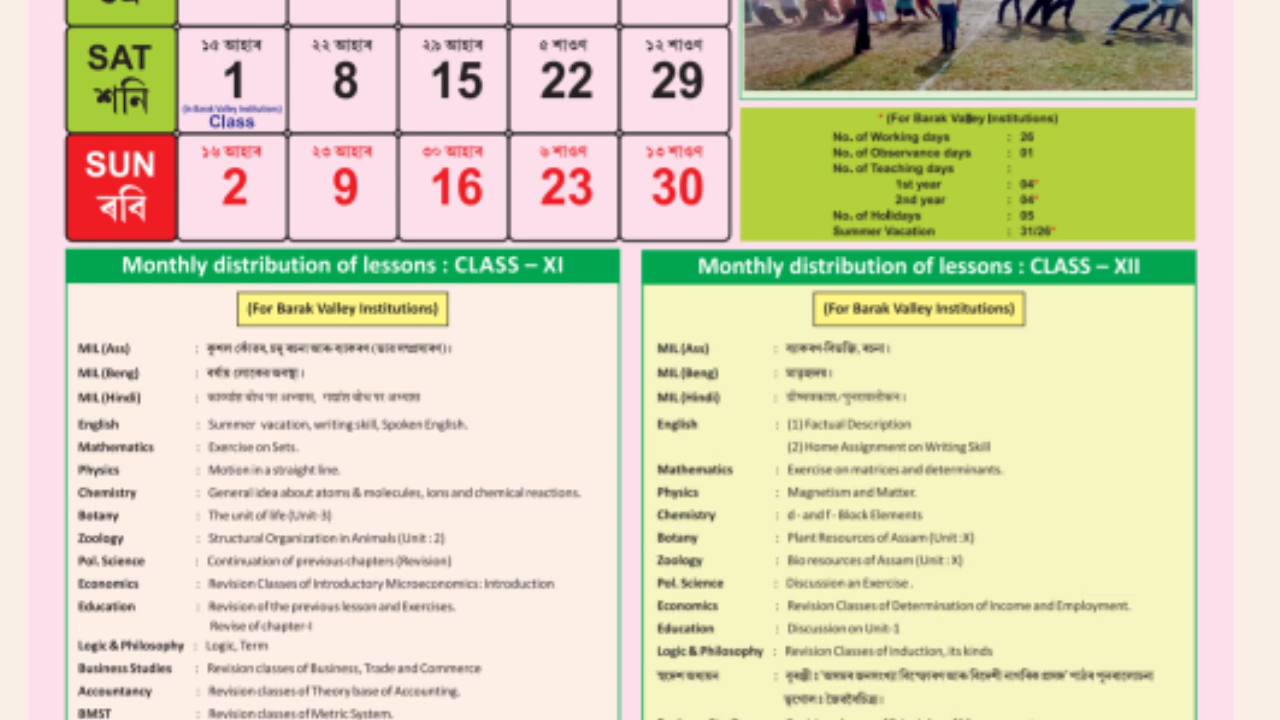 SAT
শনি
১৫ আহাৰ
1
(In Barak Valley Institutions)
Class
২২ আহাৰ
8
২৯ আহাৰ
15
৫ শাওণ
22
১২ শাওণ
29
SUN
ৰবি
১৬ আহাৰ
2
২৩ আহাৰ
9
৩০ আহাৰ
16
৬ শাওণ
23
১৩ শাওণ
30
* (For Barak Valley Institutions)
No. of Working days : 26
No. of Observance days : 01
No. of Teaching days :
1st year : 04*
2nd year : 04*
No. of Holidays : 05
Summer Vacation : 31/26*
Monthly distribution of lessons : CLASS – XI
(For Barak Valley Institutions)
MIL (Ass) :
MIL (Beng) :
MIL (Hindi) :
English : Summer vacation, writing skill, Spoken English.
Mathematics : Exercise on Sets.
Physics : Motion in a straight line.
Chemistry : General idea about atoms & molecules, ions and chemical reactions.
Botany : The unit of life (Unit-3)
Zoology : Structural Organization in Animals (Unit : 2)
Pol. Science : Continuation of previous chapters (Revision)
Economics : Revision Classes of Introductory Microeconomics: Introduction
Education : Revision of the previous lesson and Exercises.
Revise of chapter-I
Logic & Philosophy : Logic, Term
Business Studies : Revision classes of Business, Trade and Commerce
Accountancy : Revision classes of Theory base of Accounting.
BMST : Revision classes of Metric System.
Monthly distribution of lessons : CLASS – XII
(For Barak Valley Institutions)
MIL (Ass) : ব্যাকৰণ-বিভক্তি, ৰচনা।
MIL (Beng) :
MIL (Hindi) :
English : (1) Factual Description
(2) Home Assignment on Writing Skill
Mathematics : Exercise on matrices and determinants.
Physics : Magnetism and Matter.
Chemistry : d - and f - Block Elements
Botany : Plant Resources of Assam (Unit :X)
Zoology : Bio resources of Assam (Unit : X)
Pol. Science : Discussion an Exercise .
Economics : Revision Classes of Determination of Income and Employment.
Education : Discussion on Unit-1
Logic & Philosophy : Revision Classes of Induction, its kinds
স্বদেশ অধ্যয়ন :